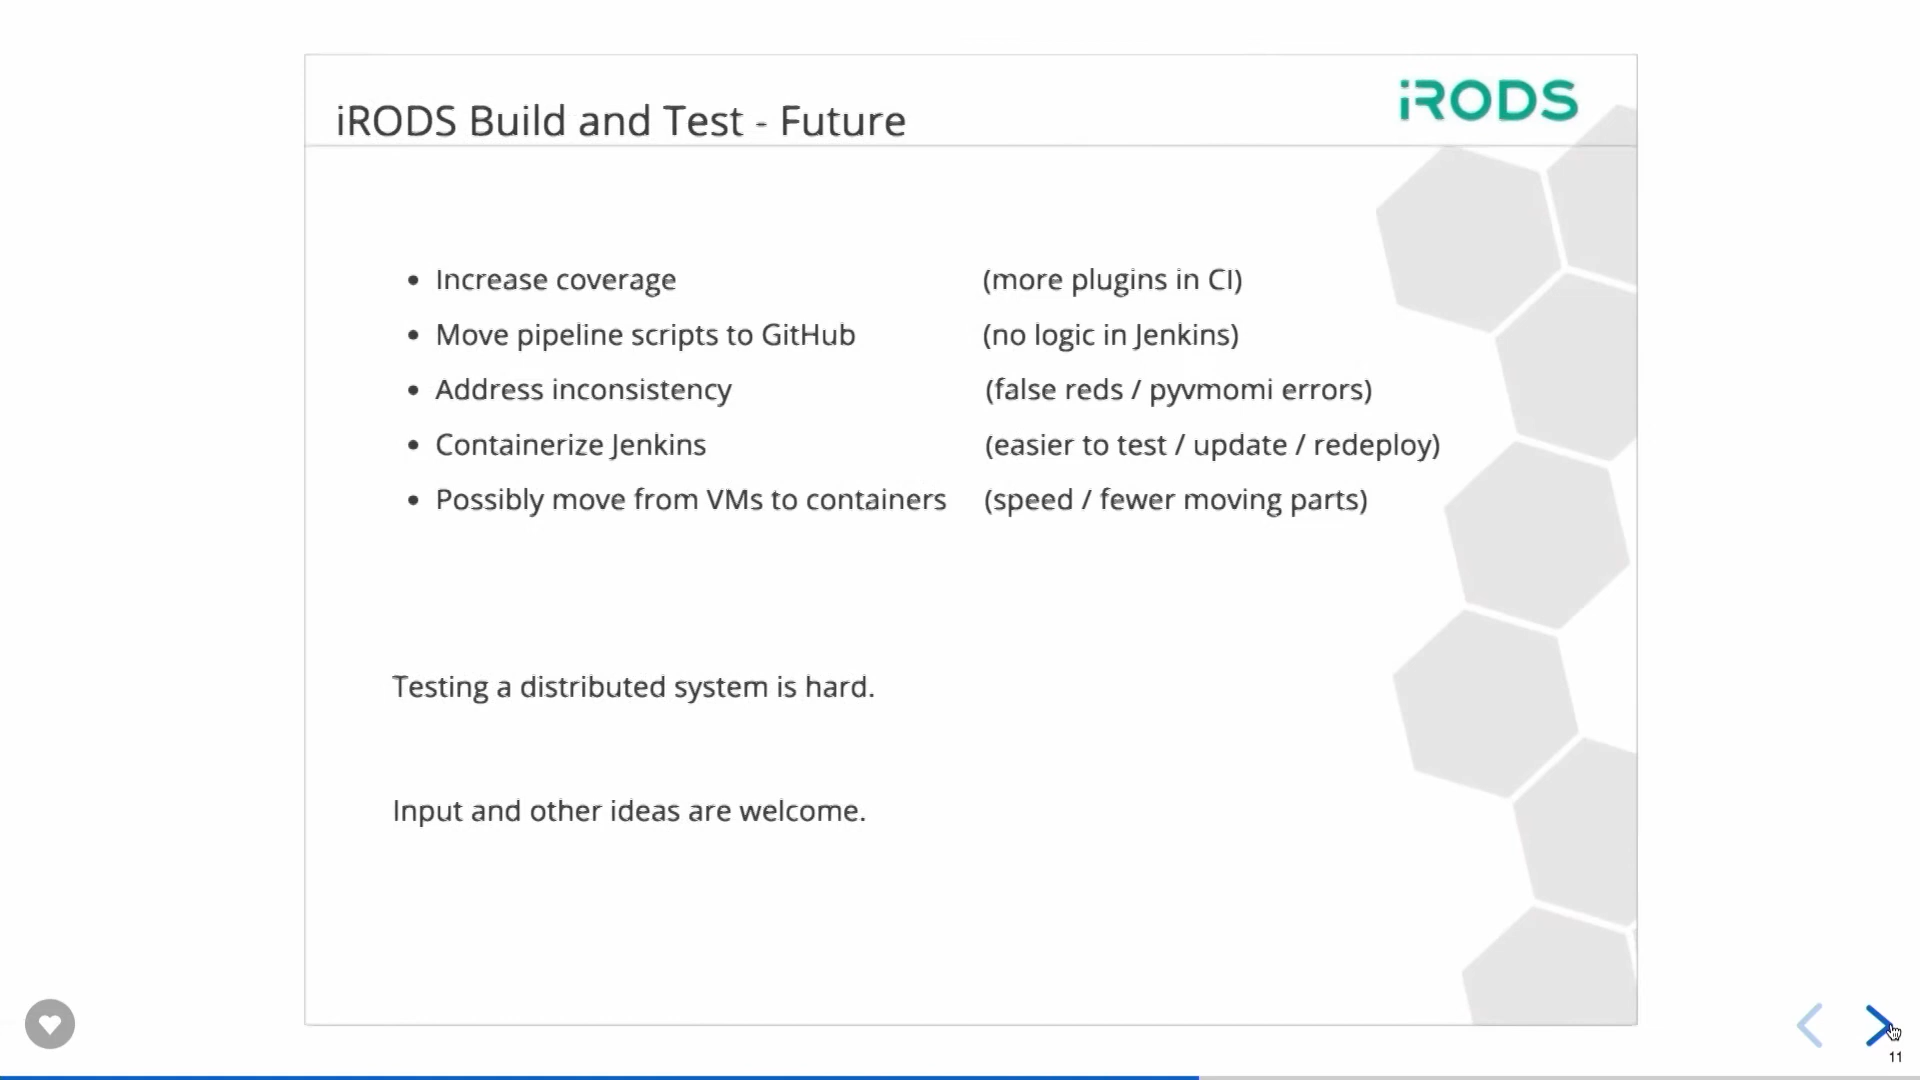 iRODS Build and Test - Future
iRODS
• Increase coverage (more plugins in CI)
• Move pipeline scripts to GitHub (no logic in Jenkins)
• Address inconsistency (false reds / pyvmomi errors)
• Containerize Jenkins (easier to test / update / redeploy)
• Possibly move from VMs to containers (speed / fewer moving parts)
Testing a distributed system is hard.
Input and other ideas are welcome.
11